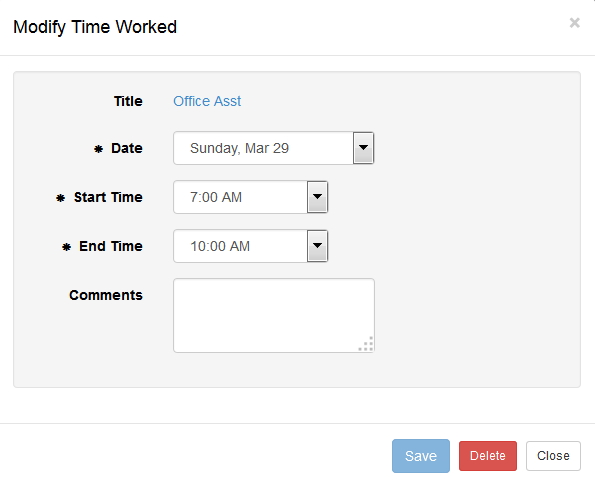 Modify Time Worked ×
Title Office Asst
✱ Date Sunday, Mar 29
✱ Start Time 7:00 AM
✱ End Time 10:00 AM
Comments
Save Delete Close